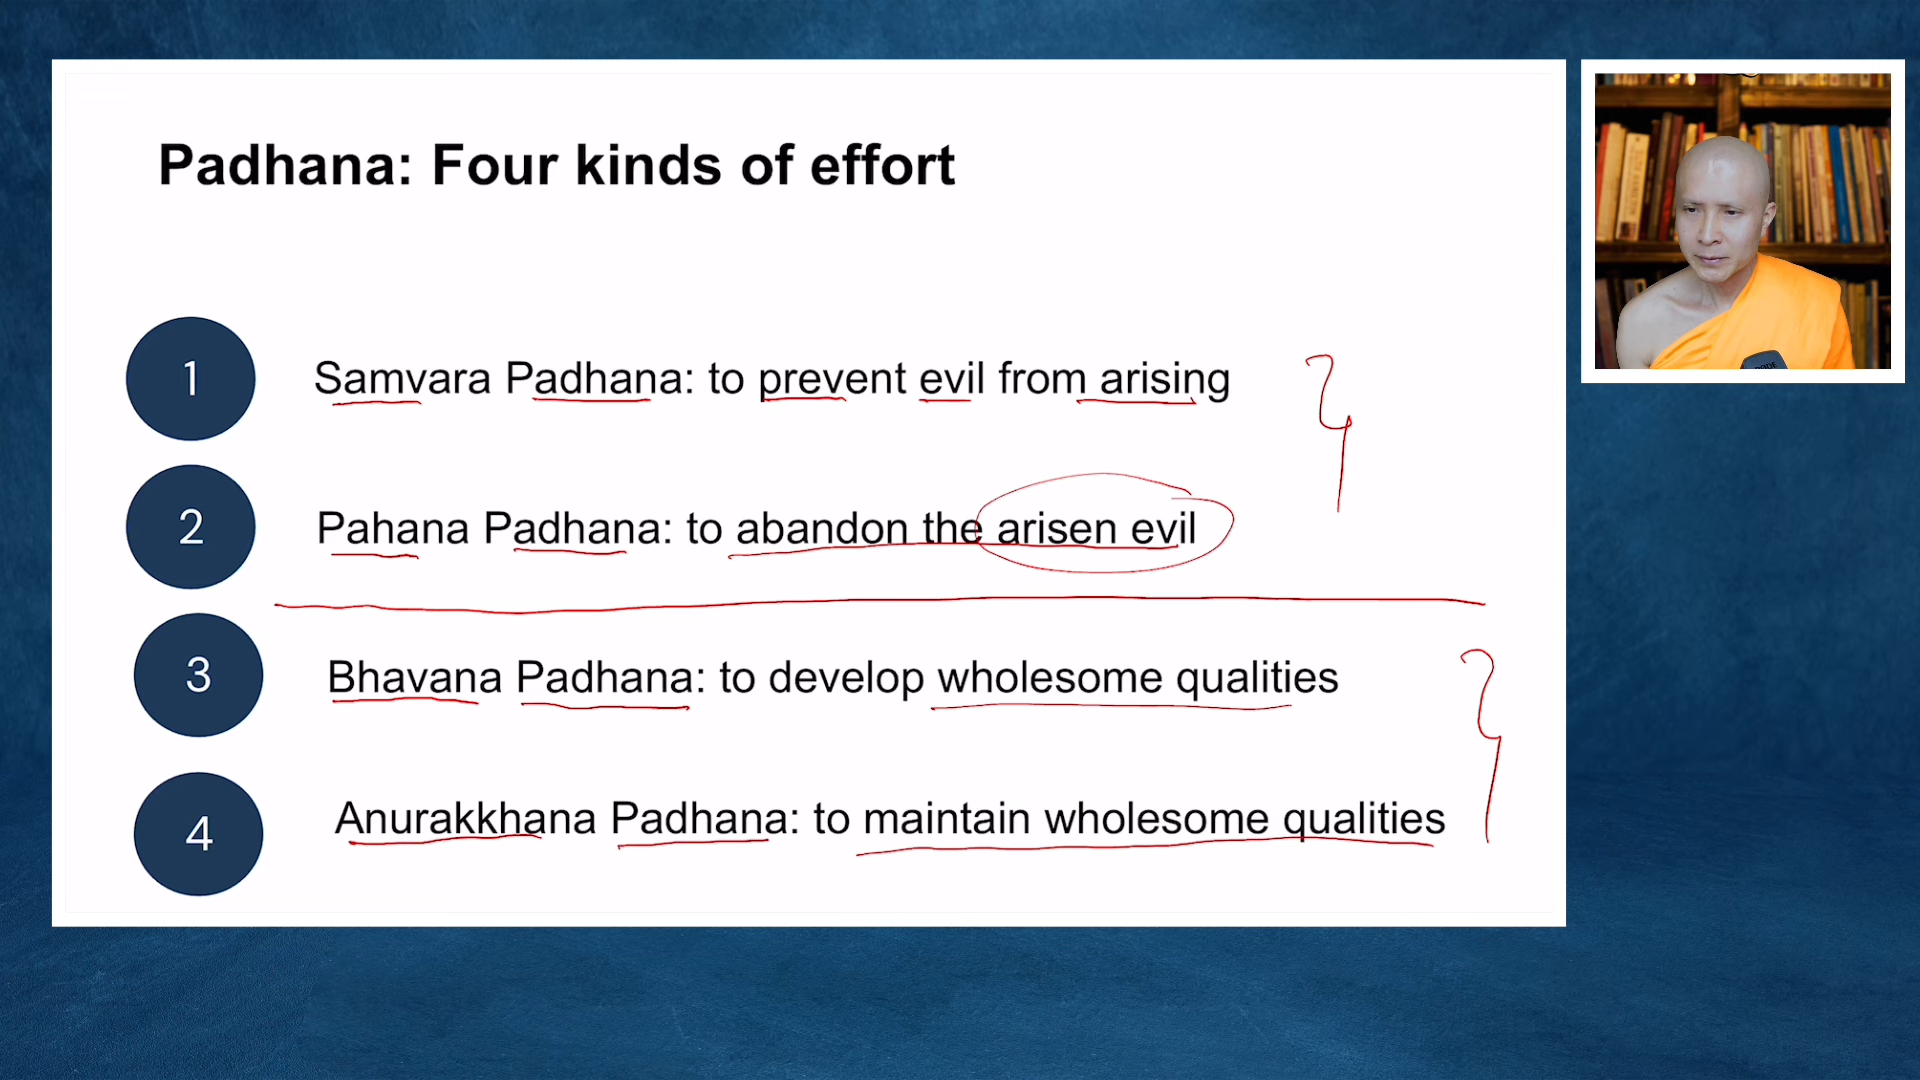 Padhana: Four kinds of effort
1 Samvara Padhana: to prevent evil from arising
2 Pahana Padhana: to abandon the arisen evil
3 Bhavana Padhana: to develop wholesome qualities
4 Anurakkhana Padhana: to maintain wholesome qualities